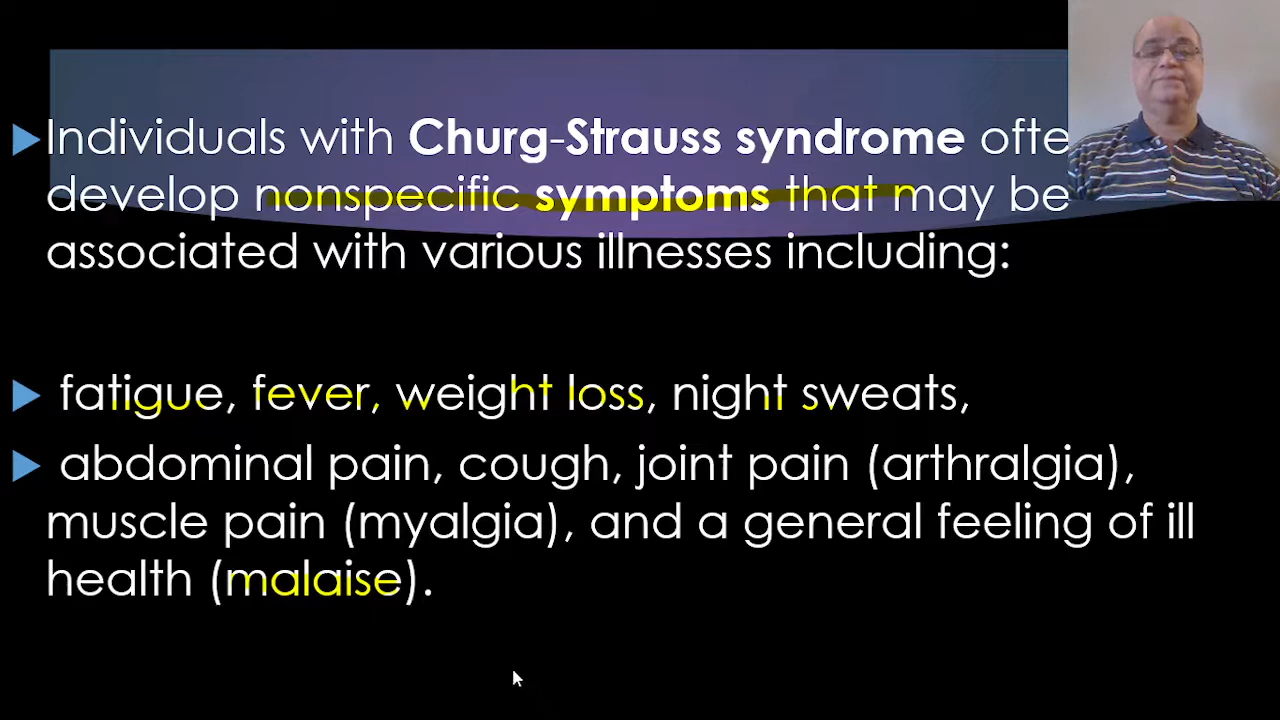 Individuals with Churg-Strauss syndrome ofte
develop nonspecific symptoms that may be
associated with various illnesses including:
fatigue, fever, weight loss, night sweats,
abdominal pain, cough, joint pain (arthralgia),
muscle pain (myalgia), and a general feeling of ill
health (malaise).